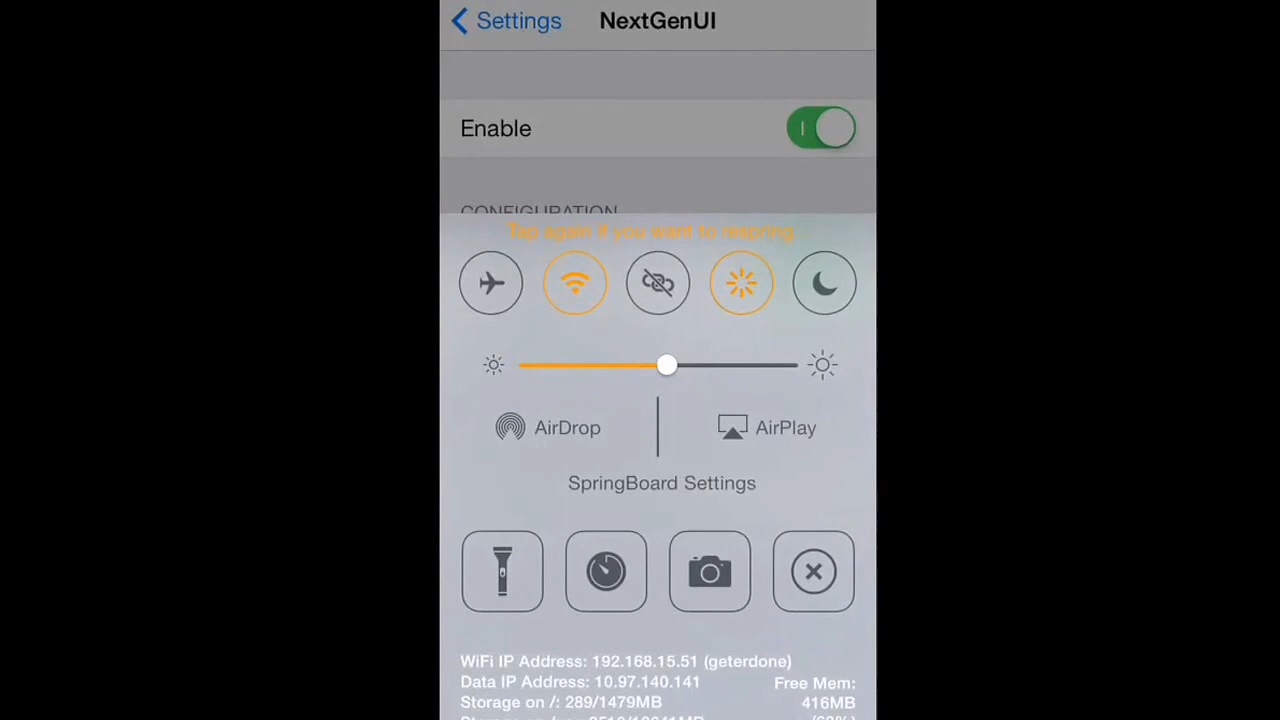 Settings
NextGenUI
Enable
CONFIGURATION
Tap again if you want to respring
AirDrop
AirPlay
SpringBoard Settings
WiFi IP Address: 192.168.15.51 (geterdone)
Data IP Address: 10.97.140.141
Free Mem:
Storage on /: 289/1479MB
416MB